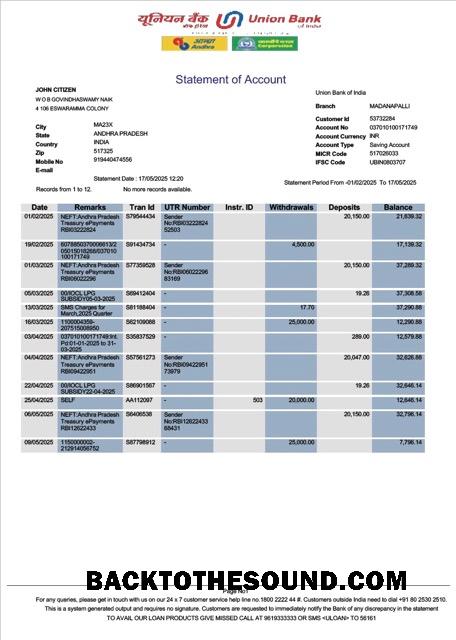 यूनियन बैंक Union Bank
of India
Andhra
Corporation
Statement of Account
JOHN CITIZEN
W O B GOVINDHASWAMY NAIK
4 106 ESWARAMMA COLONY
City MA23X
State ANDHRA PRADESH
Country INDIA
Zip 517325
Mobile No 919440474556
E-mail
Union Bank of India
Branch MADANAPALLI
Customer Id 53732284
Account No 037010100171749
Account Currency INR
Account Type Saving Account
MICR Code 517026033
IFSC Code UBIN0803707
Statement Date : 17/05/2025 12:20
Statement Period From -01/02/2025 To 17/05/2025
Records from 1 to 12. No more records available.
Date Remarks Tran Id UTR Number Instr. ID Withdrawals Deposits Balance
01/02/2025 NEFT:Andhra Pradesh S79544434 Sender 20,150.00 21,639.32
Treasury ePayments No:RBI03222824
RBI03222824 52503
19/02/2025 6078850370006613/2 S91434734 - 4,500.00 17,139.32
05015018268/037010
100171749
01/03/2025 NEFT:Andhra Pradesh S77359528 Sender 20,150.00 37,289.32
Treasury ePayments No:RBI06022296
RBI06022296 83169
05/03/2025 00/IOCL LPG S69412404 - 19.26 37,308.58
SUBSIDY05-03-2025
13/03/2025 SMS Charges for S81188404 - 17.70 37,290.88
March,2025 Quarter
16/03/2025 1100004359- S62109088 - 25,000.00 12,290.88
207515008950
03/04/2025 037010100171749:Int. S35837529 - 289.00 12,579.88
Pd:01-01-2025 to 31-
03-2025
04/04/2025 NEFT:Andhra Pradesh S57561273 Sender 20,047.00 32,626.88
Treasury ePayments No:RBI09422951
RBI09422951 73979
22/04/2025 00/IOCL LPG S86901567 - 19.26 32,646.14
SUBSIDY22-04-2025
25/04/2025 SELF AA112097 - 503 20,000.00 12,646.14
06/05/2025 NEFT:Andhra Pradesh S6406538 Sender 20,150.00 32,796.14
Treasury ePayments No:RBI12622433
RBI12622433 68431
09/05/2025 1150000002- S87798912 - 25,000.00 7,796.14
212914056752
Page No1
BACKTOTHESOUND.COM
For any queries, please get in touch with us on our 24 x 7 customer service help line no.1800 2222 44 #. Customers outside India need to dial +91 80 2530 2510.
This is a system generated output and requires no signature. Customers are requested to immediately notify the Bank of any discrepancy in the statement
TO AVAIL OUR LOAN PRODUCTS GIVE MISSED CALL AT 9619333333 OR SMS <ULOAN> TO 56161